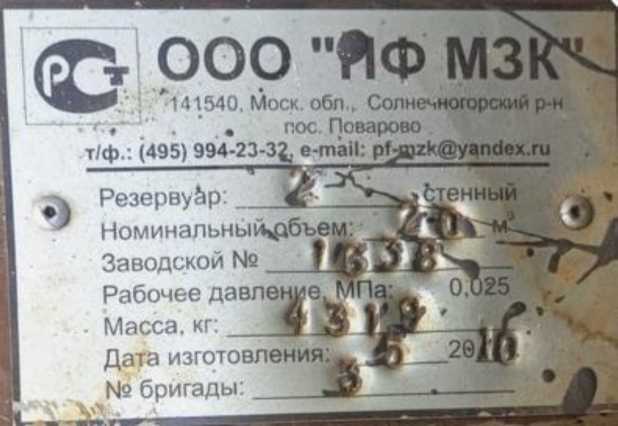 РСТ ООО "ПФ МЗК"
141540, Моск. обл., Солнечногорский р-н
пос. Поварово
т/ф.: (495) 994-23-32, e-mail: pf-mzk@yandex.ru
Резервуар: 2 стенный
Номинальный объем: 20 м³
Заводской № 1638
Рабочее давление, МПа: 0,025
Масса, кг: 4319
Дата изготовления: 5 2016
№ бригады: 3